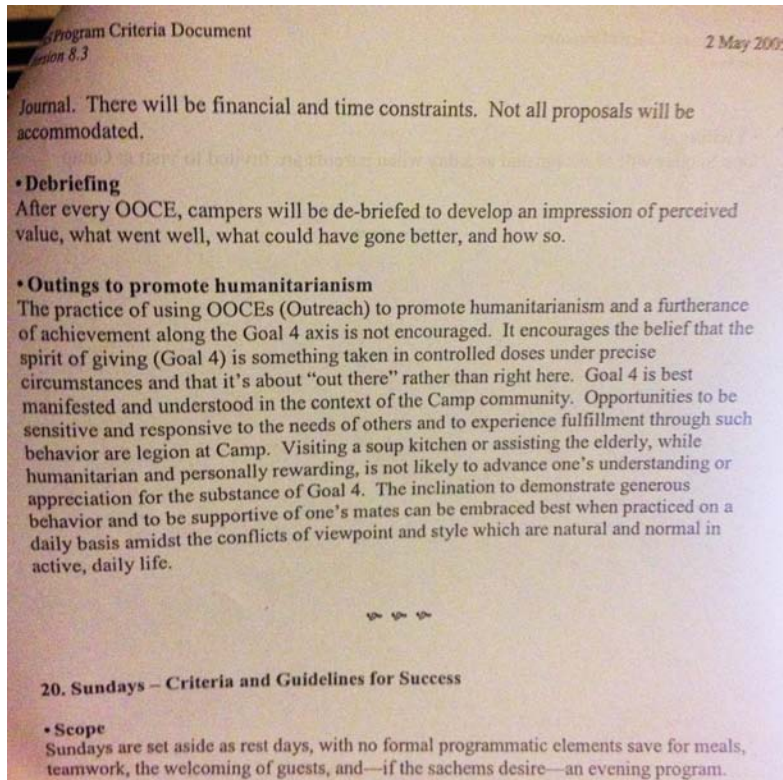 Program Criteria Document
8.3
2 May 200
Journal. There will be financial and time constraints. Not all proposals will be
accommodated.
• Debriefing
After every OOCE, campers will be de-briefed to develop an impression of perceived
value, what went well, what could have gone better, and how so.
• Outings to promote humanitarianism
The practice of using OOCEs (Outreach) to promote humanitarianism and a furtherance
of achievement along the Goal 4 axis is not encouraged. It encourages the belief that the
spirit of giving (Goal 4) is something taken in controlled doses under precise
circumstances and that it's about "out there" rather than right here. Goal 4 is best
manifested and understood in the context of the Camp community. Opportunities to be
sensitive and responsive to the needs of others and to experience fulfillment through such
behavior are legion at Camp. Visiting a soup kitchen or assisting the elderly, while
humanitarian and personally rewarding, is not likely to advance one's understanding or
appreciation for the substance of Goal 4. The inclination to demonstrate generous
behavior and to be supportive of one's mates can be embraced best when practiced on a
daily basis amidst the conflicts of viewpoint and style which are natural and normal in
active, daily life.
20. Sundays – Criteria and Guidelines for Success
• Scope
Sundays are set aside as rest days, with no formal programmatic elements save for meals,
teamwork, the welcoming of guests, and—if the sachems desire—an evening program.